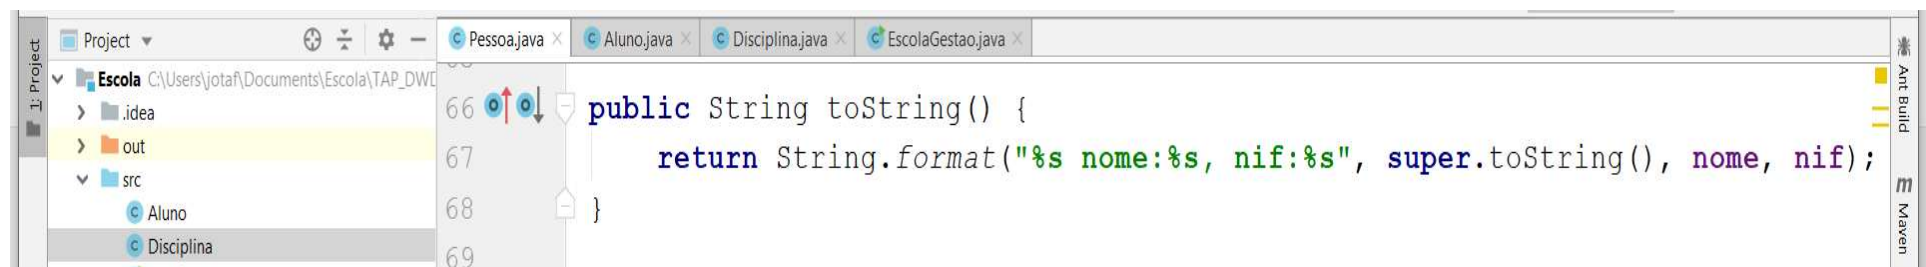 1: Project
Project
Escola C:\Users\jotaf\Documents\Escola\TAP_DWD
.idea
out
src
Aluno
Disciplina
Pessoa.java
Aluno.java
Disciplina.java
EscolaGestao.java
66 public String toString() {
67 return String.format("%s nome:%s, nif:%s", super.toString(), nome, nif);
68 }
69
Ant Build
m Maven